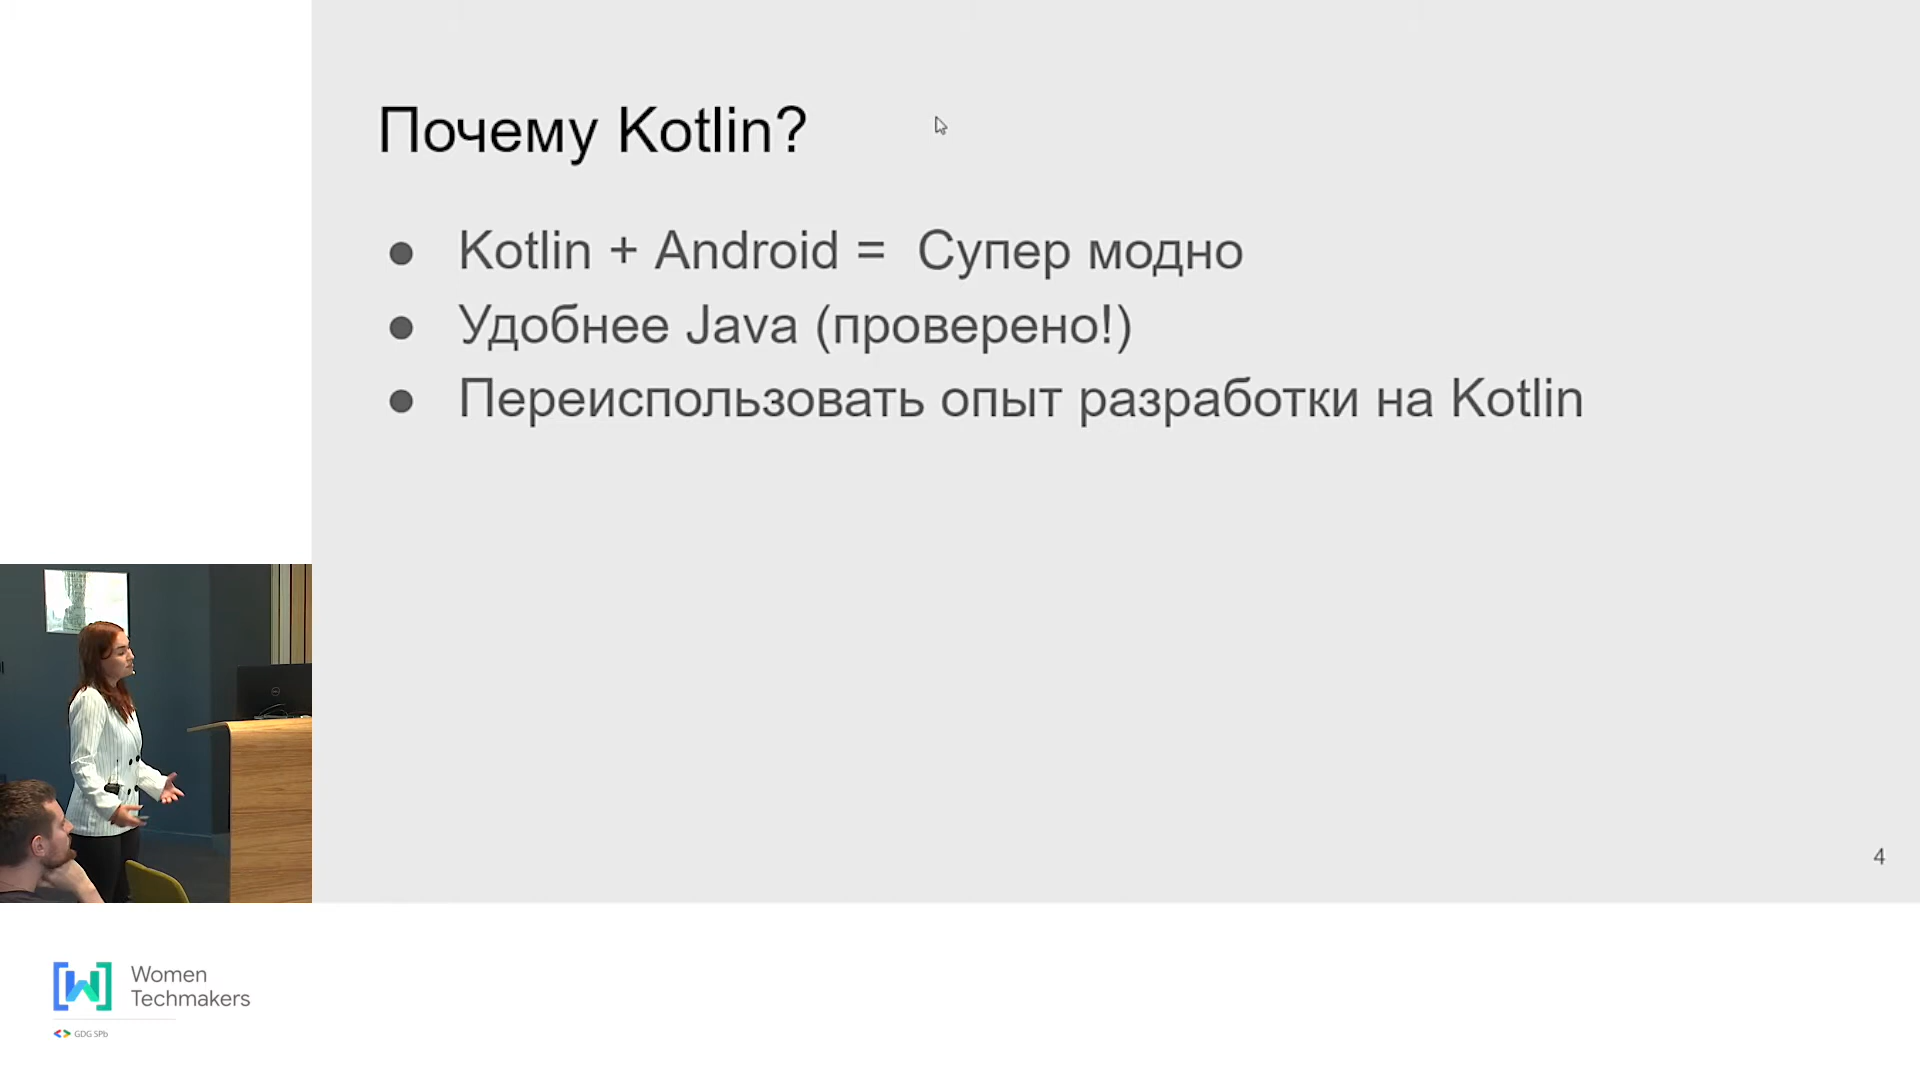 Почему Kotlin?
● Kotlin + Android = Супер модно
● Удобнее Java (проверено!)
● Переиспользовать опыт разработки на Kotlin
4
Women
Techmakers
GDG SPb